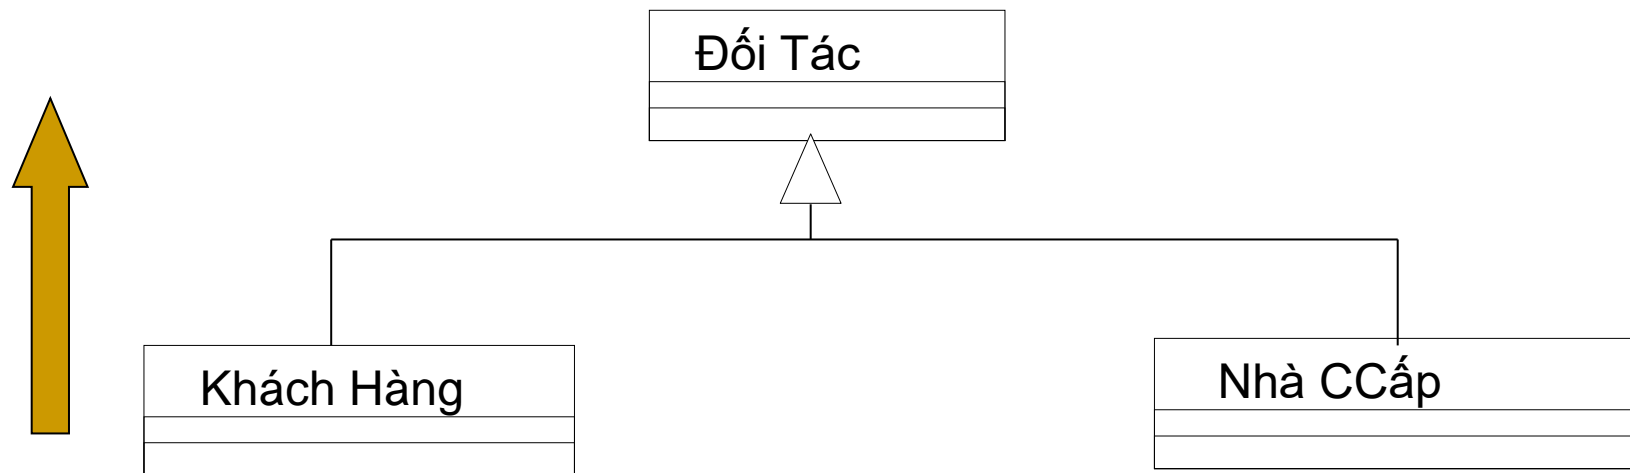 Đối Tác
Khách Hàng
Nhà CCấp